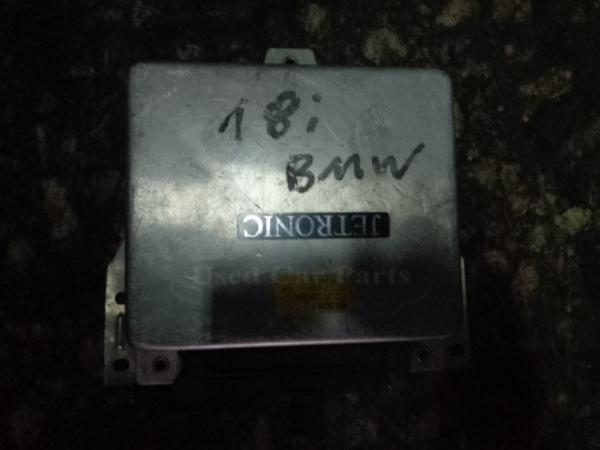 18i
BMW
JETRONIC
Used Car Parts